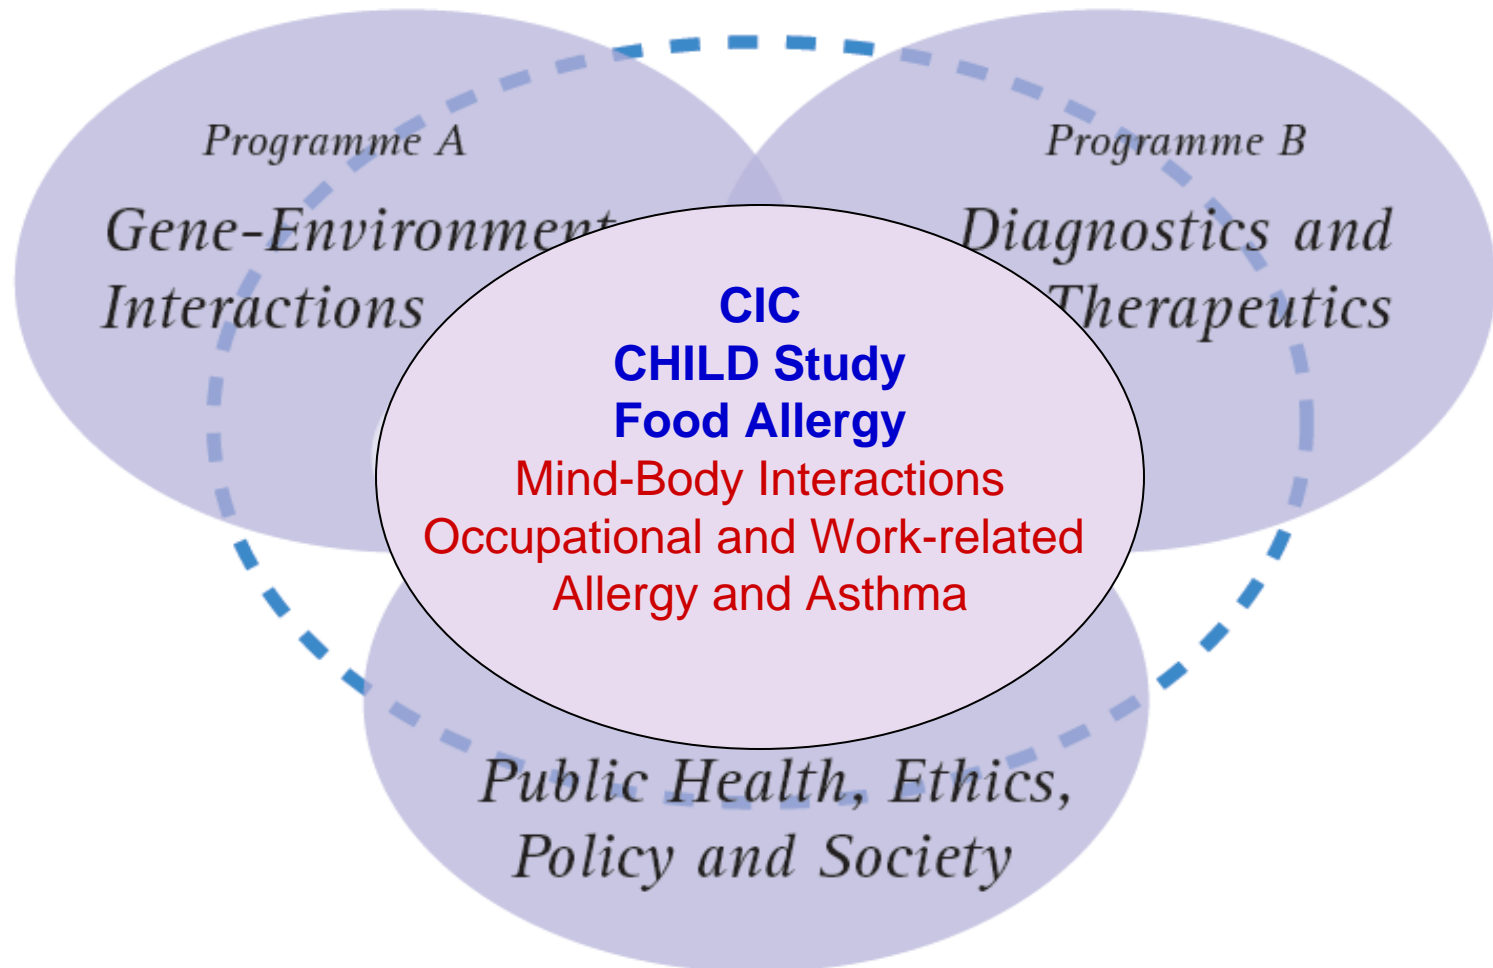 Programme A
Gene-Environment
Interactions
Programme B
Diagnostics and
Therapeutics
CIC
CHILD Study
Food Allergy
Mind-Body Interactions
Occupational and Work-related
Allergy and Asthma
Public Health, Ethics,
Policy and Society